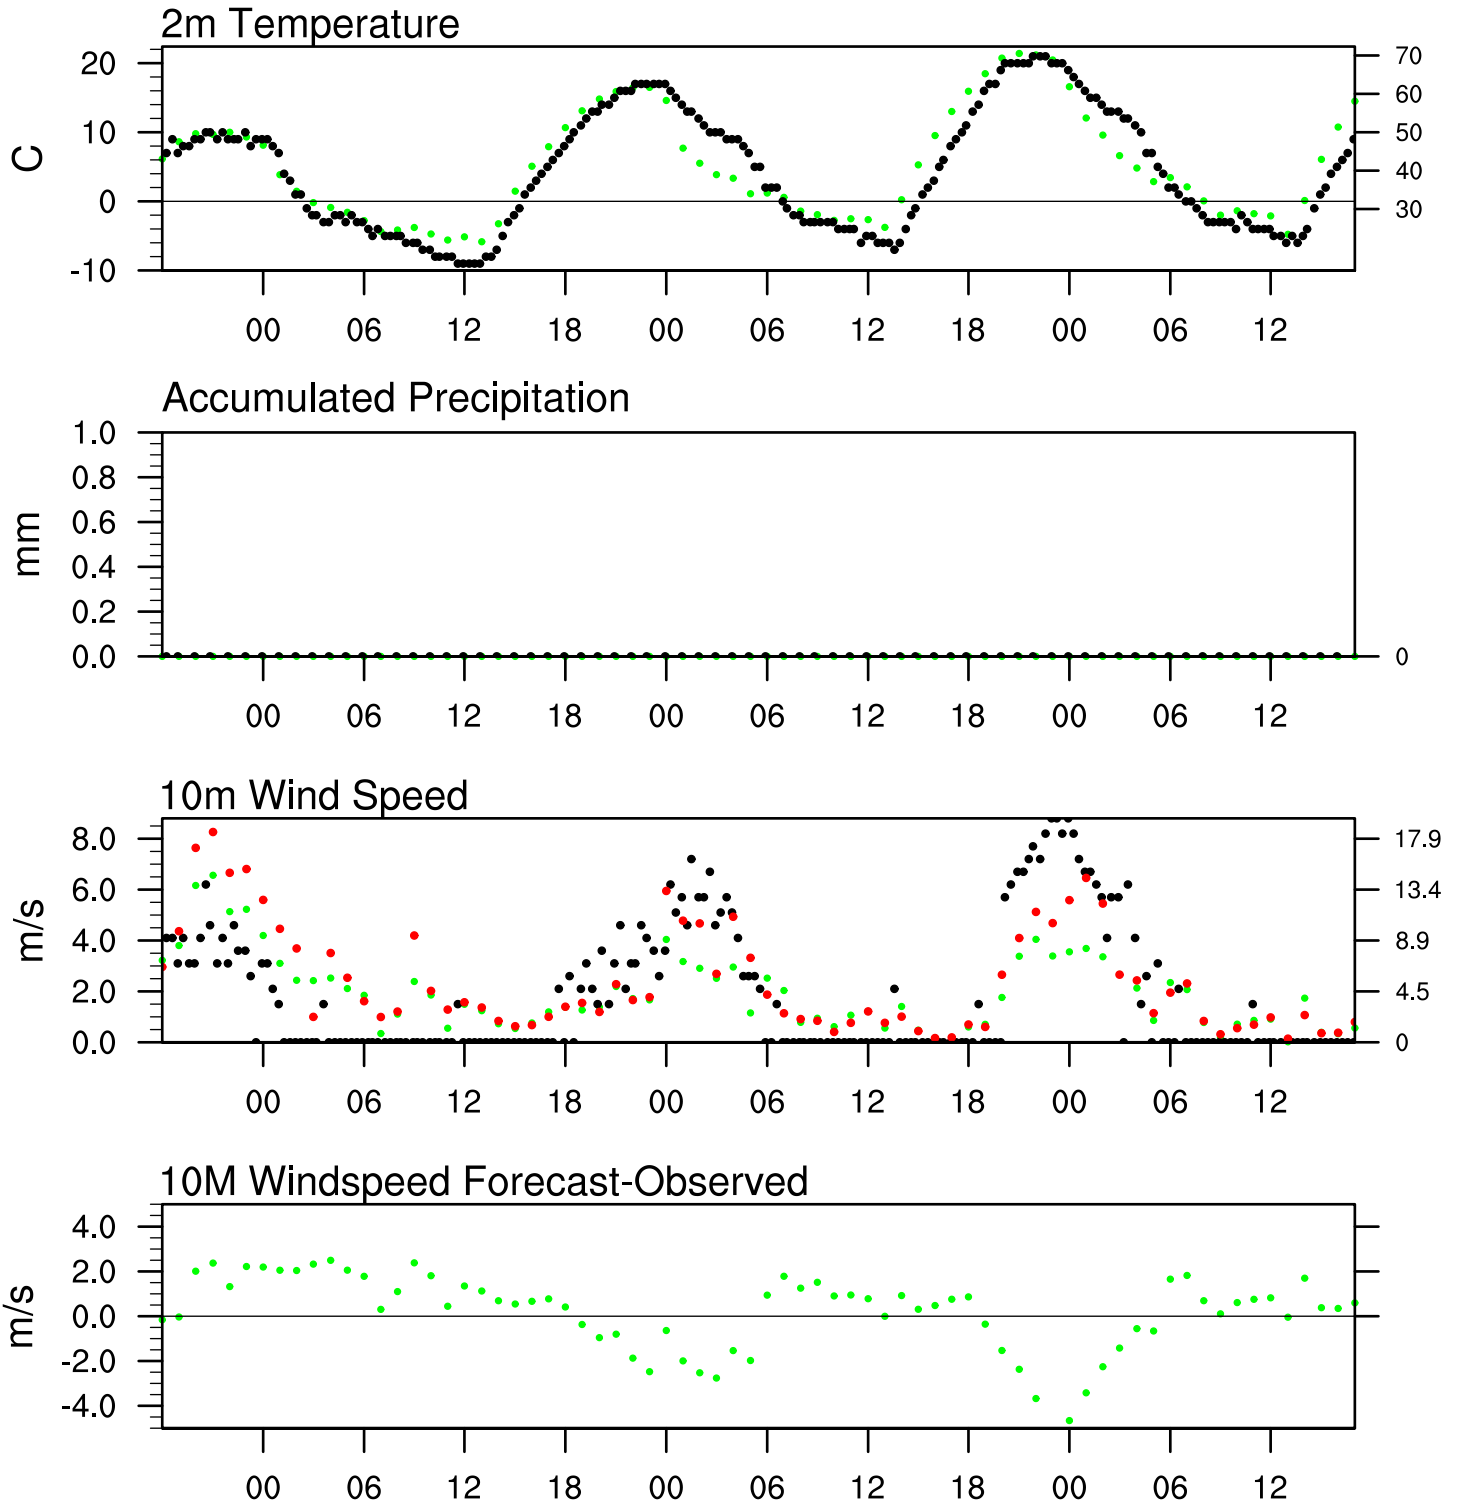 2m Temperature
20
10
0
-10
C
70
60
50
40
30
00 06 12 18 00 06 12 18 00 06 12
Accumulated Precipitation
1.0
0.8
0.6
0.4
0.2
0.0
mm
0
00 06 12 18 00 06 12 18 00 06 12
10m Wind Speed
8.0
6.0
4.0
2.0
0.0
m/s
17.9
13.4
8.9
4.5
0
00 06 12 18 00 06 12 18 00 06 12
10M Windspeed Forecast-Observed
4.0
2.0
0.0
-2.0
-4.0
m/s
00 06 12 18 00 06 12 18 00 06 12